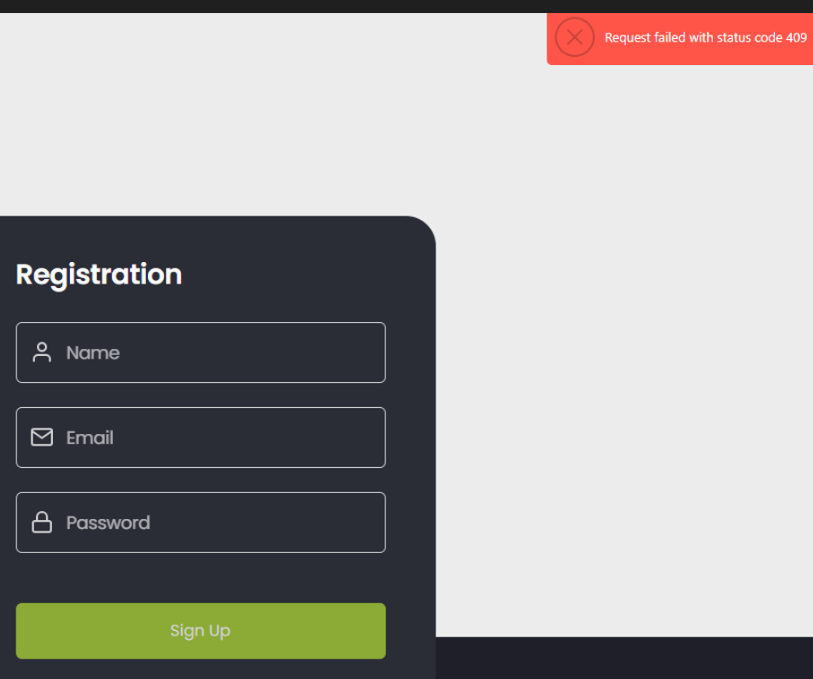 Request failed with status code 409
Registration
Name
Email
Password
Sign Up